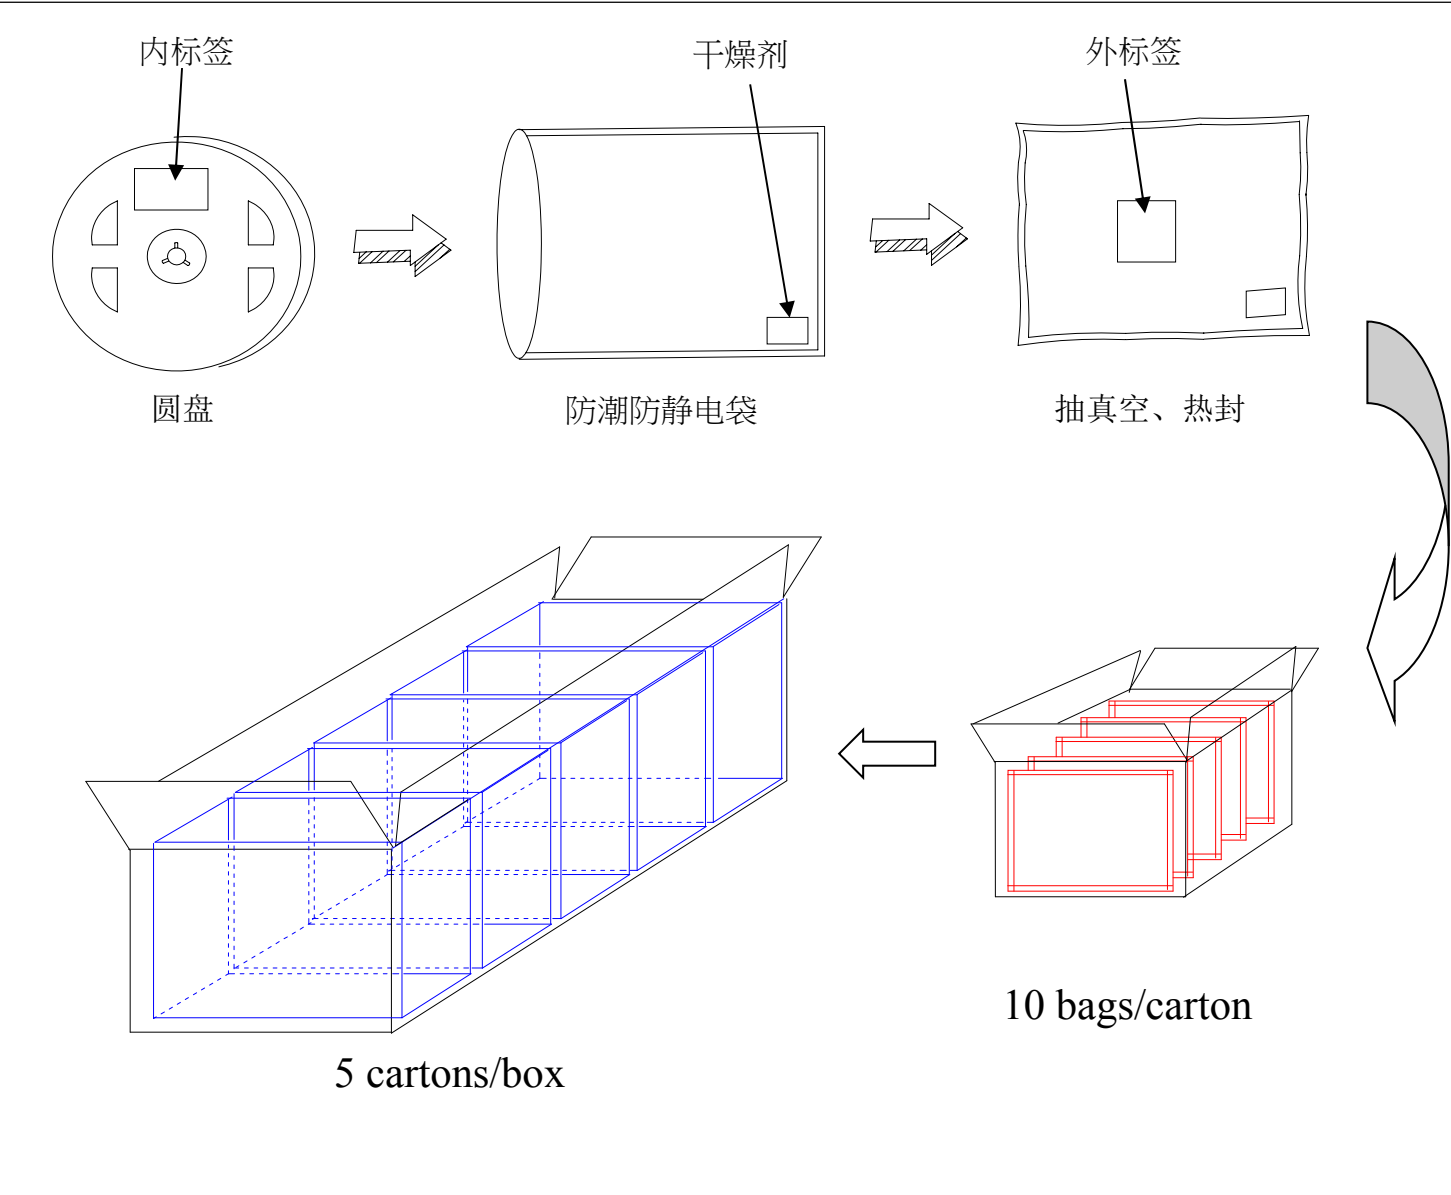 内标签
干燥剂
外标签
圆盘
防潮防静电袋
抽真空、热封
10 bags/carton
5 cartons/box